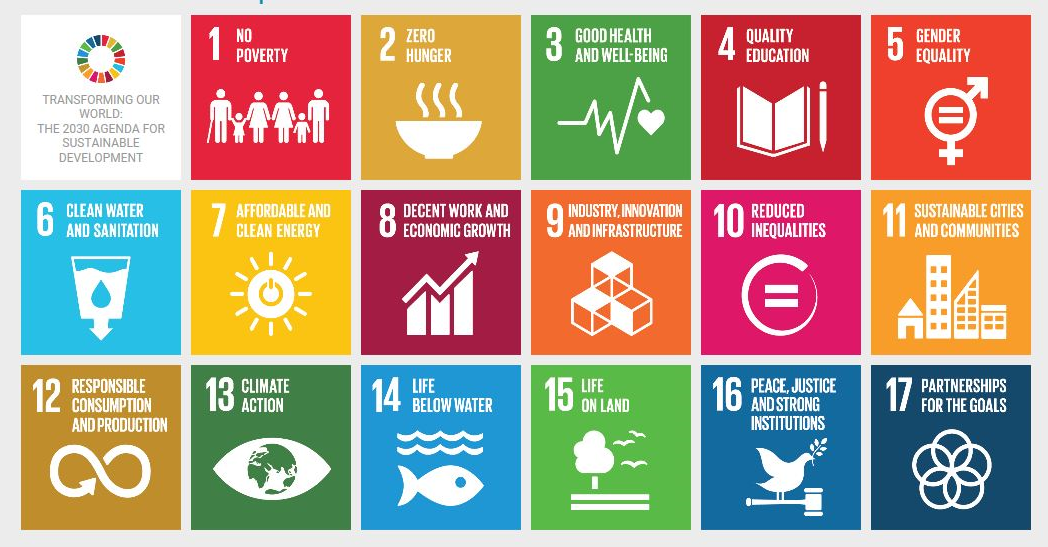 TRANSFORMING OUR
WORLD:
THE 2030 AGENDA FOR
SUSTAINABLE
DEVELOPMENT
1 NO
POVERTY
2 ZERO
HUNGER
3 GOOD HEALTH
AND WELL-BEING
4 QUALITY
EDUCATION
5 GENDER
EQUALITY
6 CLEAN WATER
AND SANITATION
7 AFFORDABLE AND
CLEAN ENERGY
8 DECENT WORK AND
ECONOMIC GROWTH
9 INDUSTRY, INNOVATION
AND INFRASTRUCTURE
10 REDUCED
INEQUALITIES
11 SUSTAINABLE CITIES
AND COMMUNITIES
12 RESPONSIBLE
CONSUMPTION
AND PRODUCTION
13 CLIMATE
ACTION
14 LIFE
BELOW WATER
15 LIFE
ON LAND
16 PEACE, JUSTICE
AND STRONG
INSTITUTIONS
17 PARTNERSHIPS
FOR THE GOALS